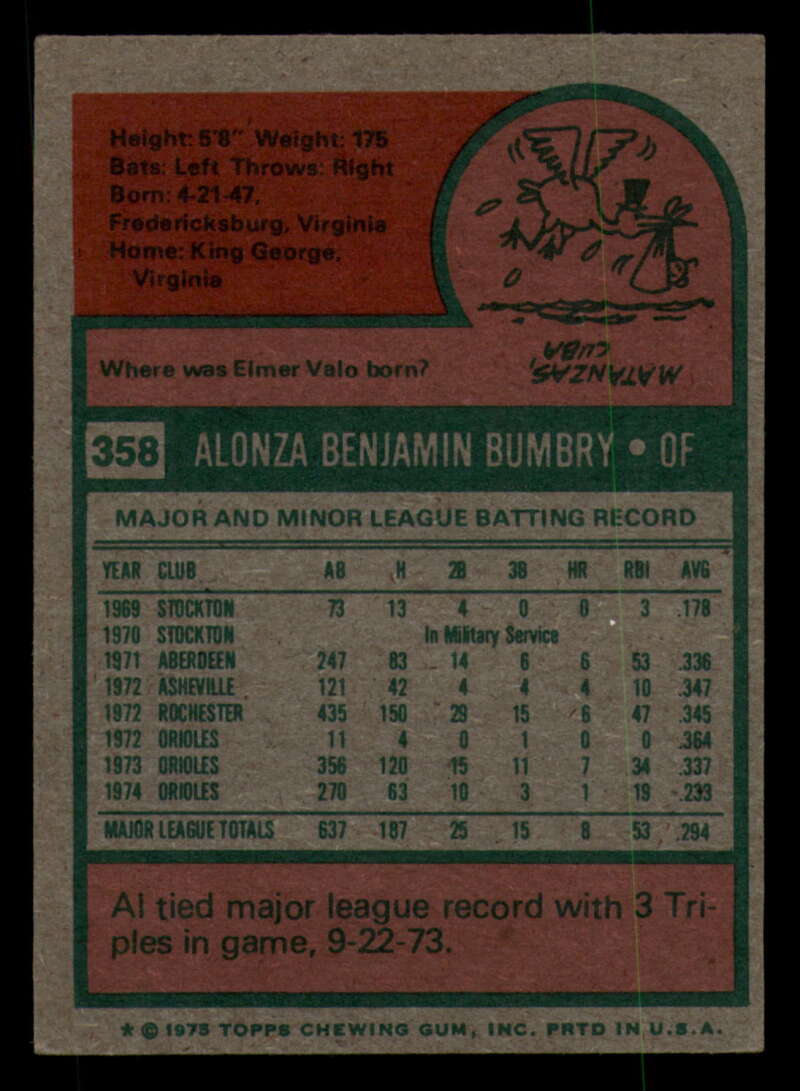 Height: 5'8" Weight: 175
Bats: Left Throws: Right
Born: 4-21-47,
Fredericksburg, Virginia
Home: King George,
Virginia
Where was Elmer Valo born?
MATANZAS,
CUBA
358 ALONZA BENJAMIN BUMBRY • OF
MAJOR AND MINOR LEAGUE BATTING RECORD
YEAR CLUB AB H 2B 3B HR RBI AVG
1969 STOCKTON 73 13 4 0 0 3 .178
1970 STOCKTON In Military Service
1971 ABERDEEN 247 83 14 6 6 53 .336
1972 ASHEVILLE 121 42 4 4 4 10 .347
1972 ROCHESTER 435 150 29 15 6 47 .345
1972 ORIOLES 11 4 0 1 0 0 .364
1973 ORIOLES 356 120 15 11 7 34 .337
1974 ORIOLES 270 63 10 3 1 19 .233
MAJOR LEAGUE TOTALS 637 187 25 15 8 53 .294
Al tied major league record with 3 Tri-
ples in game, 9-22-73.
* © 1975 TOPPS CHEWING GUM, INC. PRTD IN U.S.A.